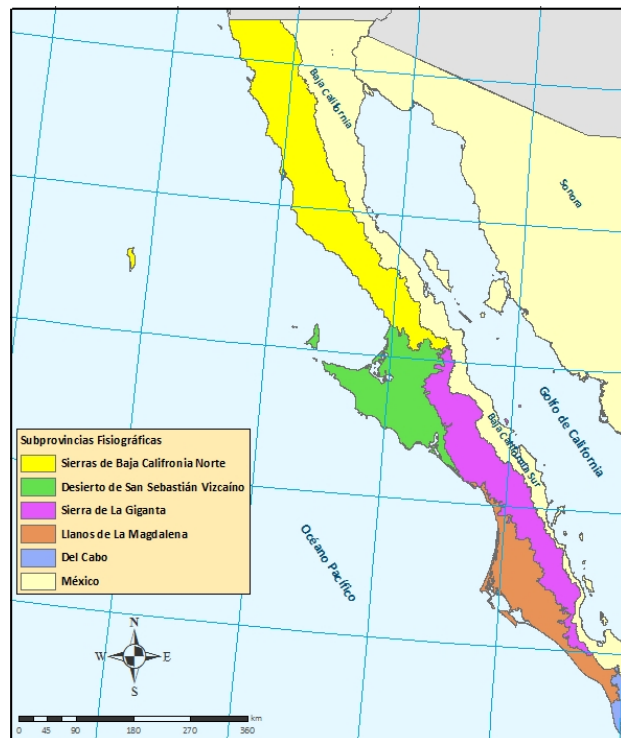 Baja California
Sonora
Golfo de California
Baja California Sur
Océano Pacífico
Subprovincias Fisiográficas
Sierras de Baja Califronia Norte
Desierto de San Sebastián Vizcaíno
Sierra de La Giganta
Llanos de La Magdalena
Del Cabo
México
N
W E
S
km
0 45 90 180 270 360